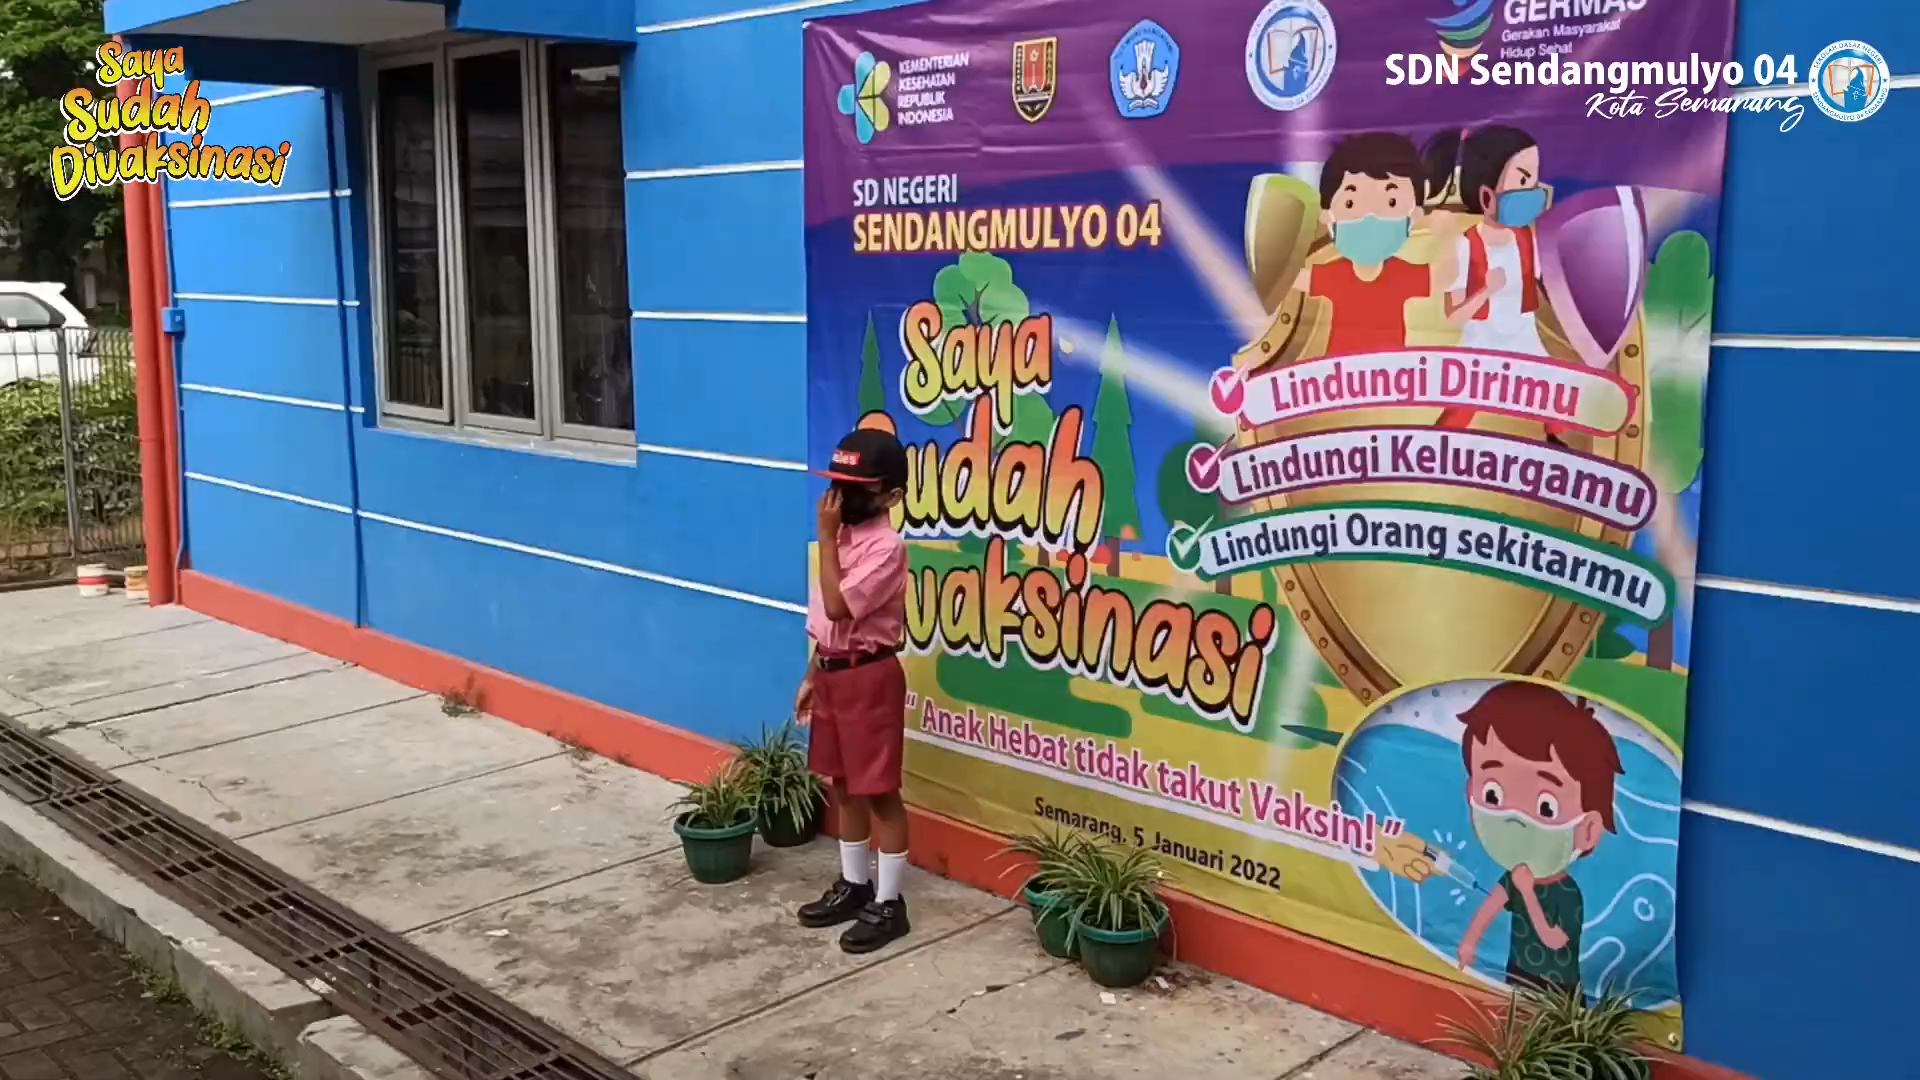 Saya
Sudah
Divaksinasi
SDN Sendangmulyo 04
Kota Semarang
KEMENTERIAN
KESEHATAN
REPUBLIK
INDONESIA
GERMAS
Gerakan Masyarakat
Hidup Sehat
SD NEGERI
SENDANGMULYO 04
Saya
udah
vaksinasi
Lindungi Dirimu
Lindungi Keluargamu
Lindungi Orang sekitarmu
" Anak Hebat tidak takut Vaksin! "
Semarang, 5 Januari 2022